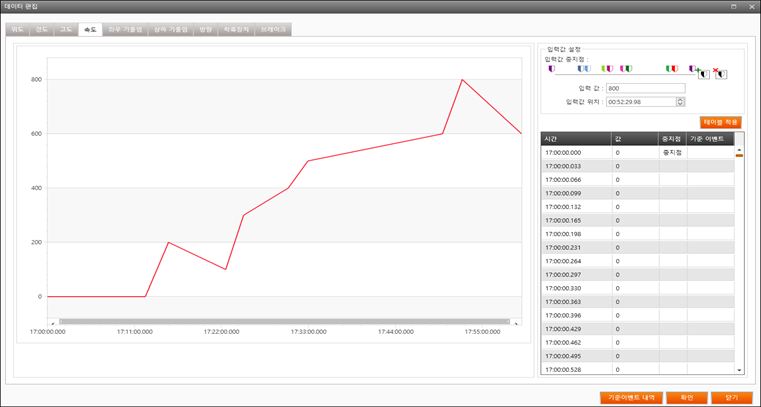 데이터 편집
위도 경도 고도 속도 좌우 기울임 상하 기울임 방향 착륙장치 브레이크
800
600
400
200
0
17:00:00.000 17:11:00.000 17:22:00.000 17:33:00.000 17:44:00.000 17:55:00.000
입력값 설정
입력값 중지점 :
입력 값 : 800
입력값 위치 : 00:52:29.98
테이블 적용
시간 값 중지점 기준 이벤트
17:00:00.000 0 중지점
17:00:00.033 0
17:00:00.066 0
17:00:00.099 0
17:00:00.132 0
17:00:00.165 0
17:00:00.198 0
17:00:00.231 0
17:00:00.264 0
17:00:00.297 0
17:00:00.330 0
17:00:00.363 0
17:00:00.396 0
17:00:00.429 0
17:00:00.462 0
17:00:00.495 0
17:00:00.528 0
기준이벤트 내역 확인 닫기